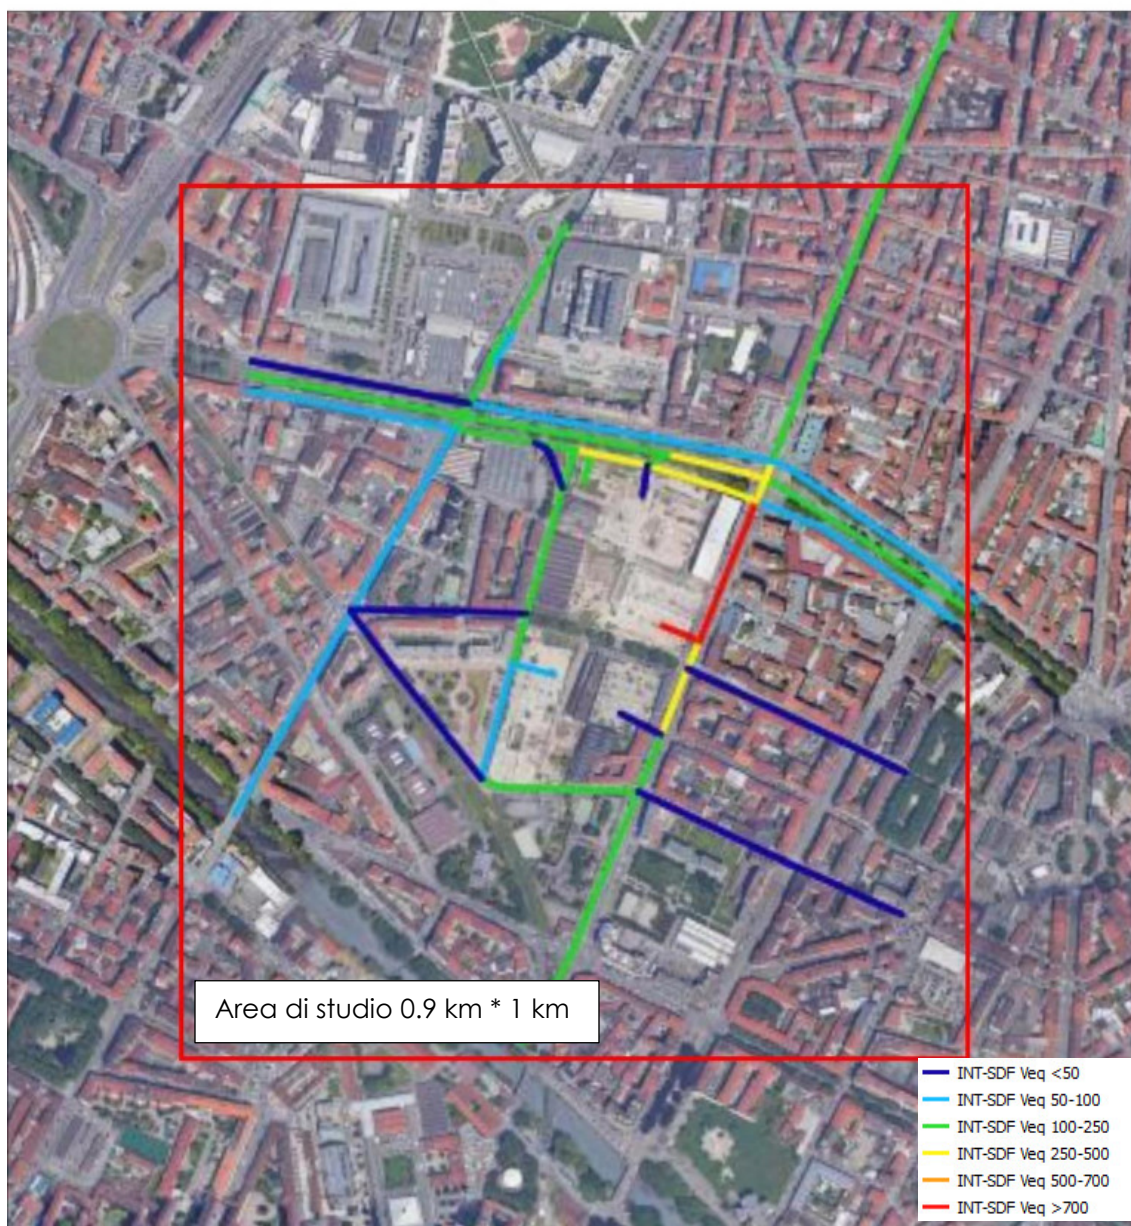 Area di studio 0.9 km * 1 km
INT-SDF Veq <50
INT-SDF Veq 50-100
INT-SDF Veq 100-250
INT-SDF Veq 250-500
INT-SDF Veq 500-700
INT-SDF Veq >700